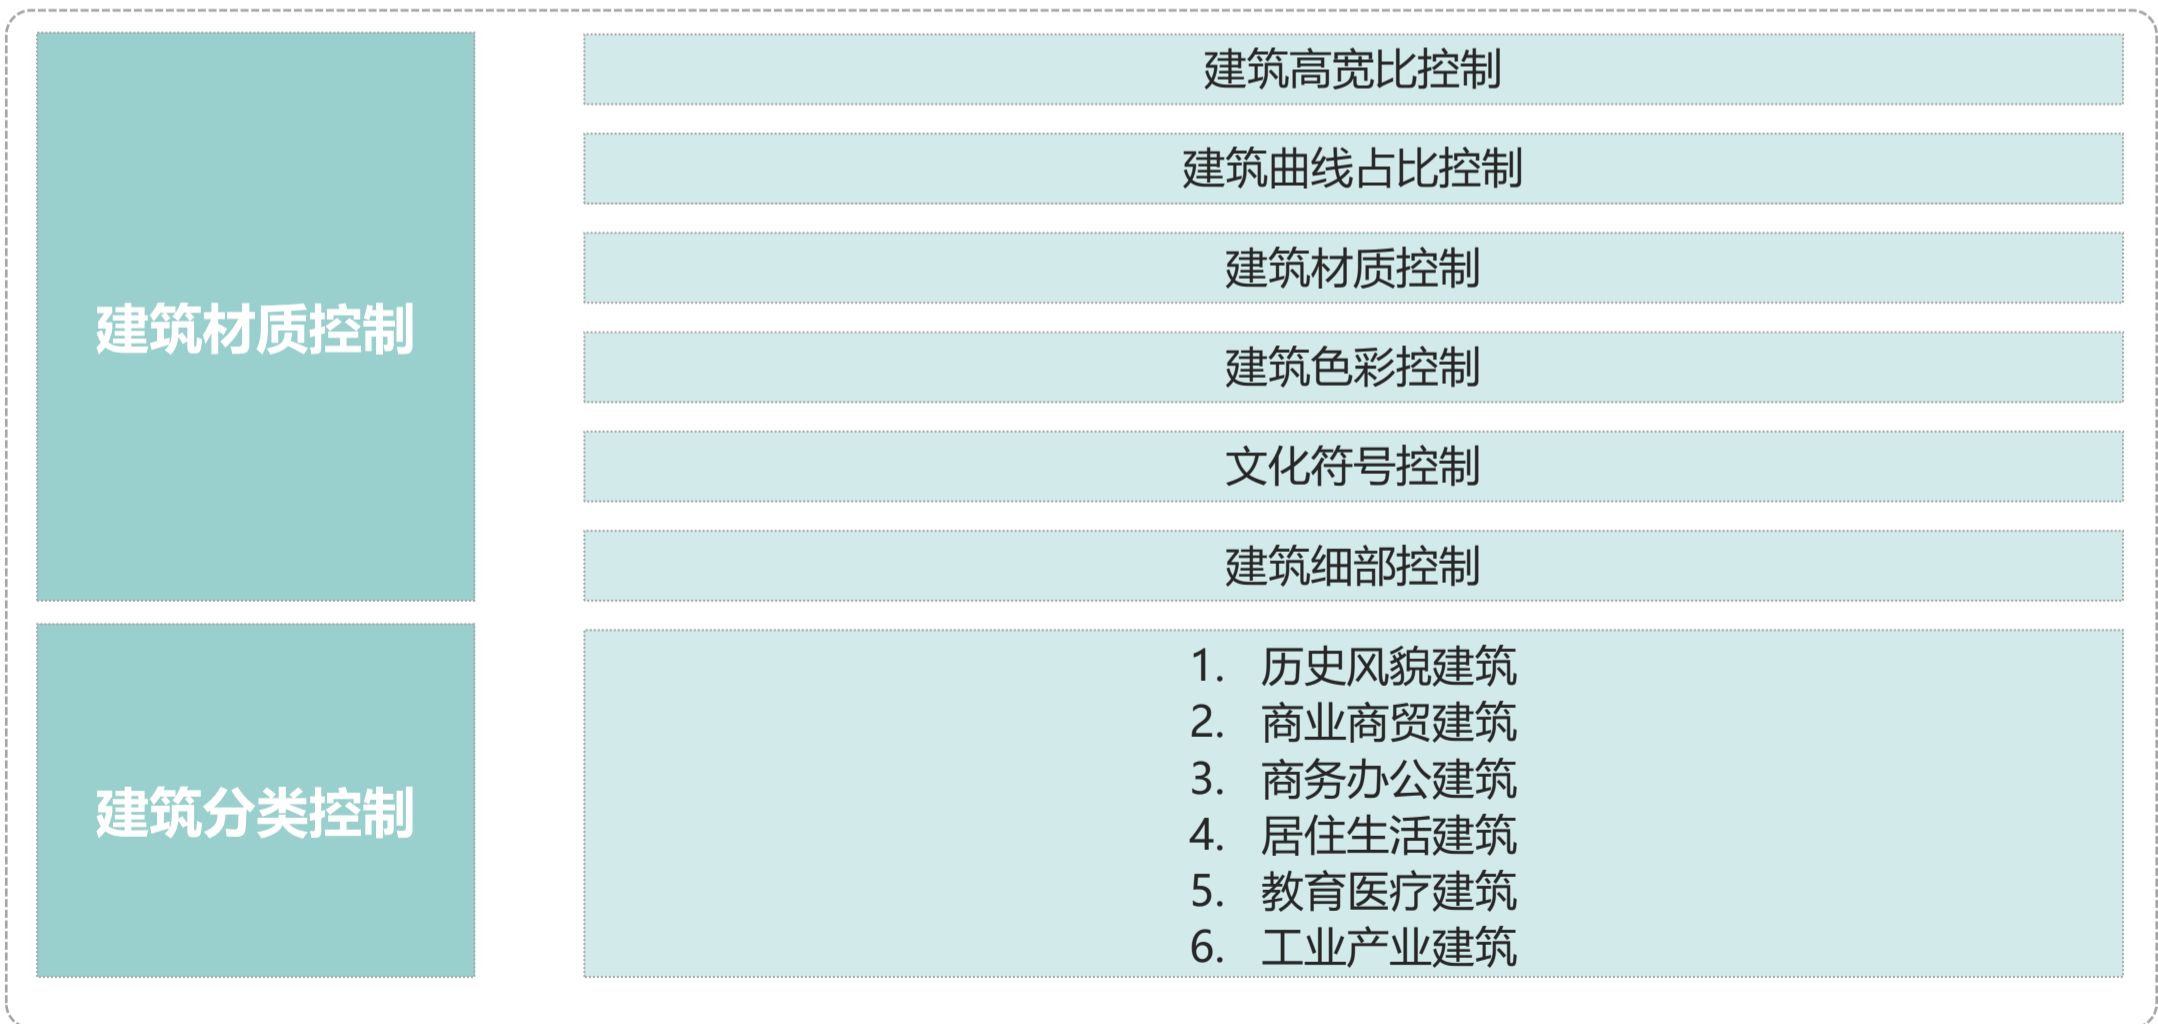 建筑材质控制
建筑高宽比控制
建筑曲线占比控制
建筑材质控制
建筑色彩控制
文化符号控制
建筑细部控制
建筑分类控制
1. 历史风貌建筑
2. 商业商贸建筑
3. 商务办公建筑
4. 居住生活建筑
5. 教育医疗建筑
6. 工业产业建筑